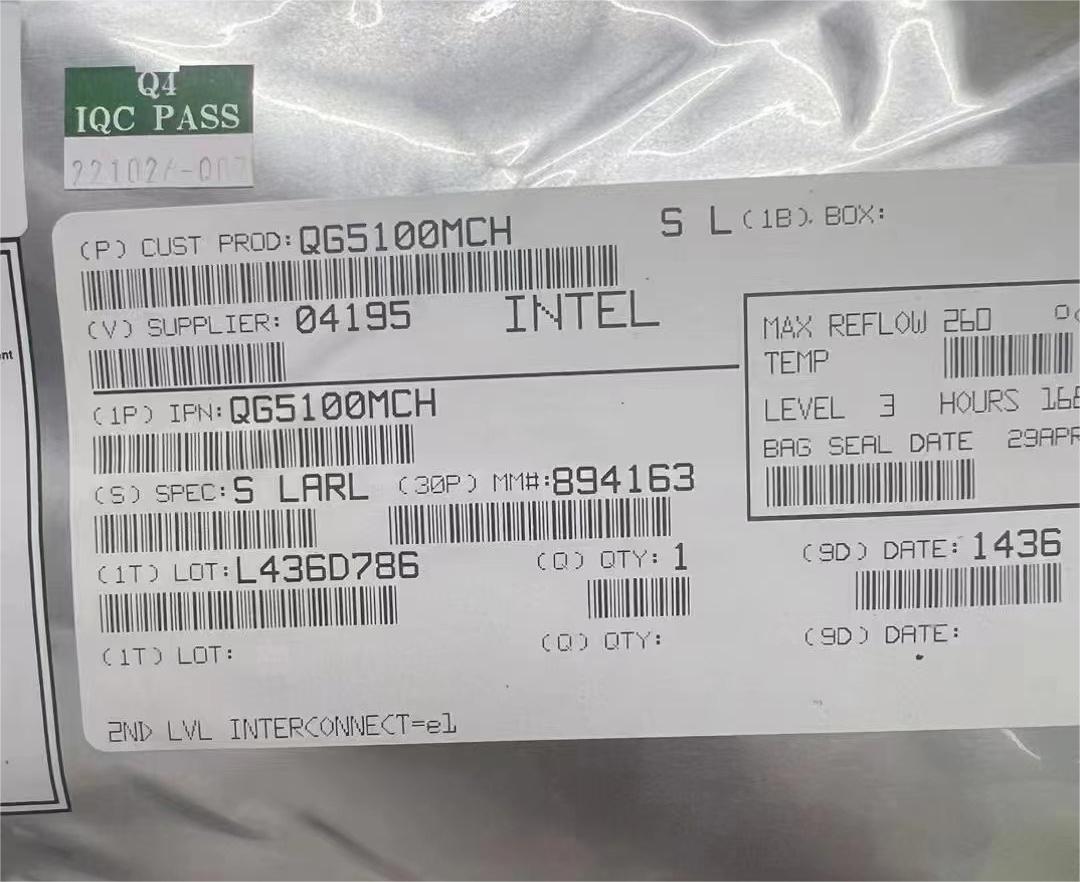 Q4
IQC PASS
(P) CUST PROD: QG5100MCH
S L (1B). BOX:
(V) SUPPLIER: 04195 INTEL
MAX REFLOW 260
TEMP
(1P) IPN: QG5100MCH
LEVEL 3 HOURS 168
BAG SEAL DATE 29APR
(S) SPEC: S LARL (30P) MM#: 894163
(1T) LOT: L436D786 (Q) QTY: 1 (9D) DATE: 1436
(1T) LOT: (Q) QTY: (9D) DATE:
2ND LVL INTERCONNECT=e1